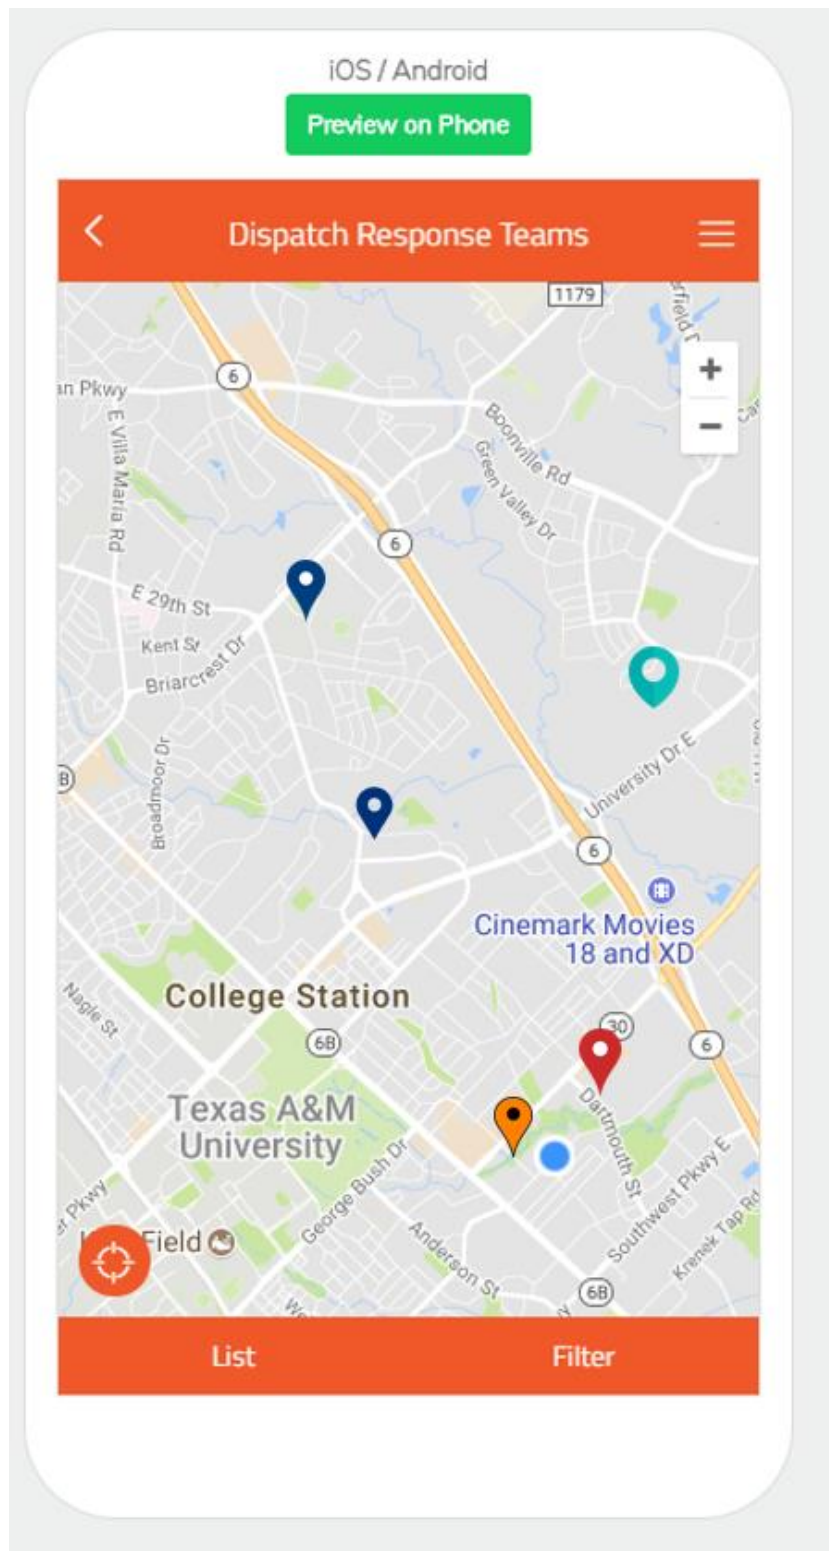 iOS / Android
Preview on Phone
Dispatch Response Teams
1179
6
an Pkwy
+
−
Boonville Rd
E Villa Maria Rd
Green Valley Dr
6
E 29th St
Kent St
Briarcrest Dr
Broadmoor Dr
University Dr E
B
6
Cinemark Movies
18 and XD
College Station
Nagle St
30
6B
6
Texas A&M
University
Dartmouth St
George Bush Dr
Southwest Pkwy E
Krenek Tap Rd
Anderson St
Field
6B
List
Filter